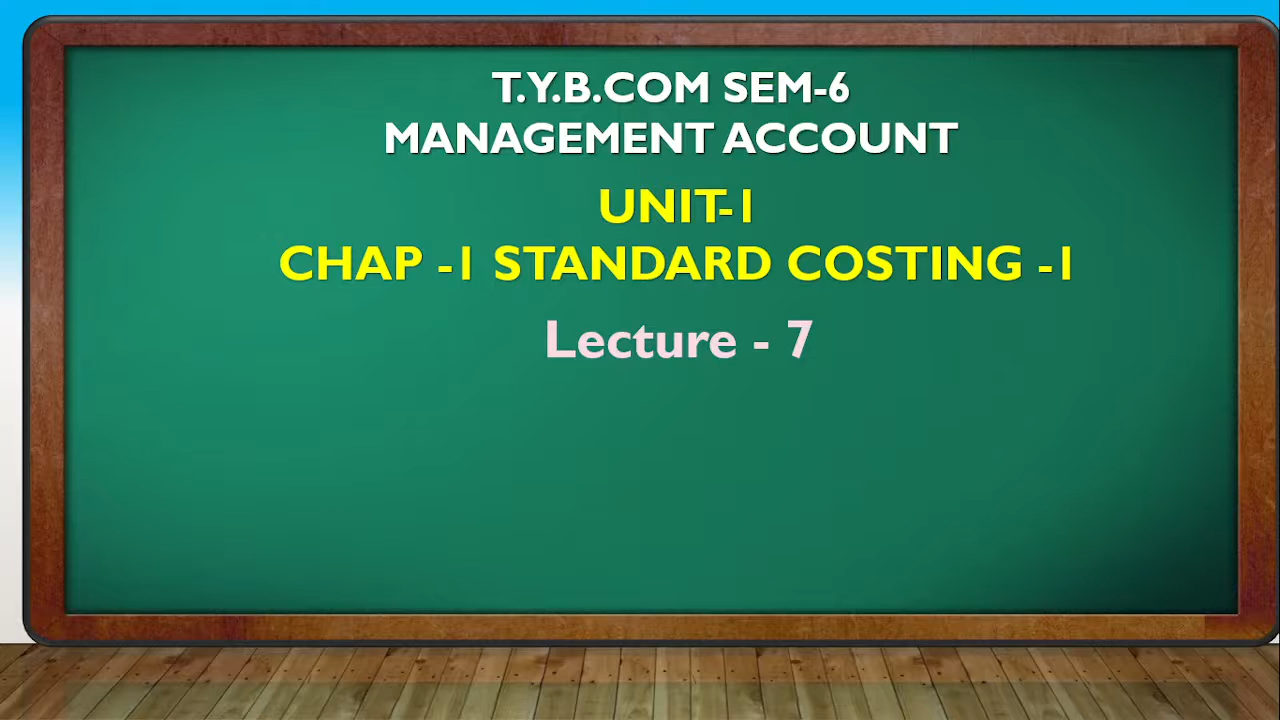 T.Y.B.COM SEM-6
MANAGEMENT ACCOUNT
UNIT-1
CHAP -1 STANDARD COSTING -1
Lecture - 7